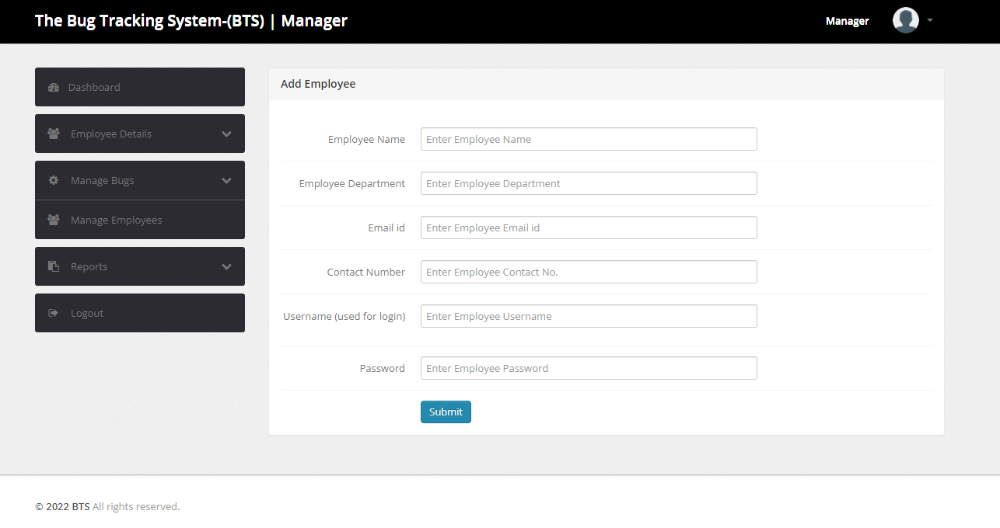 The Bug Tracking System-(BTS) | Manager
Manager
Dashboard
Employee Details
Manage Bugs
Manage Employees
Reports
Logout
Add Employee
Employee Name
Enter Employee Name
Employee Department
Enter Employee Department
Email id
Enter Employee Email id
Contact Number
Enter Employee Contact No.
Username (used for login)
Enter Employee Username
Password
Enter Employee Password
Submit
© 2022 BTS All rights reserved.